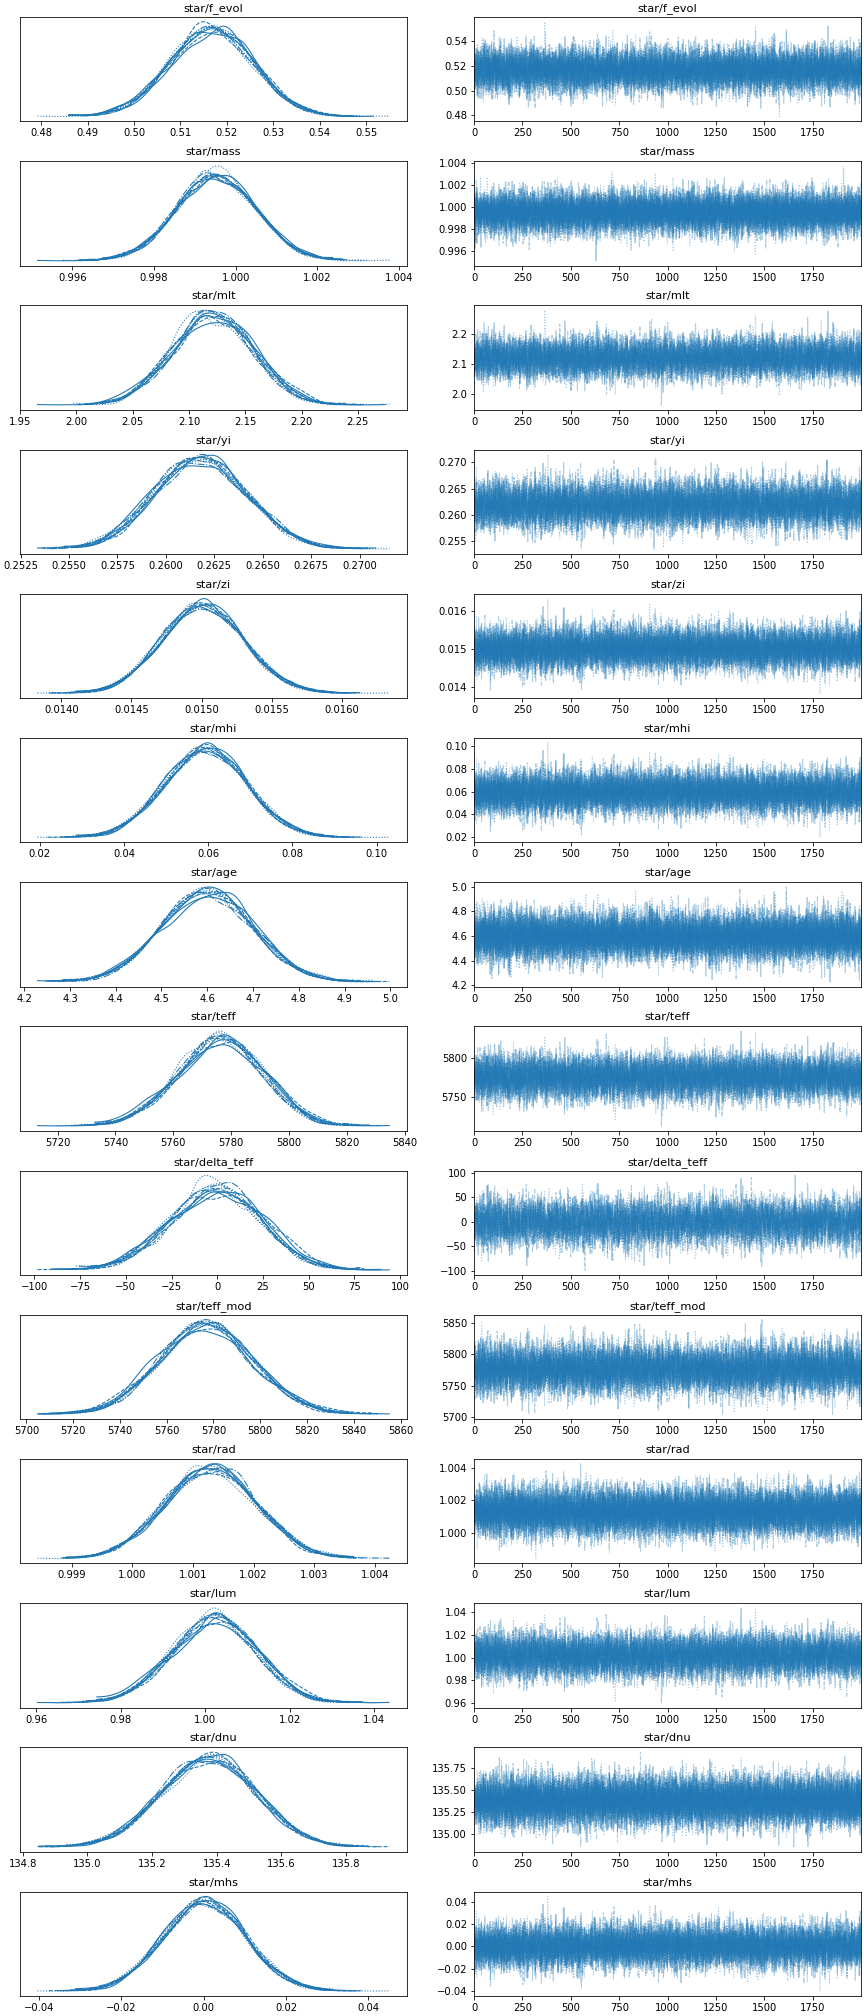 star/f_evol star/f_evol
0.54
0.52
0.50
0.48
0.48 0.49 0.50 0.51 0.52 0.53 0.54 0.55 0 250 500 750 1000 1250 1500 1750
star/mass star/mass
1.004
1.002
1.000
0.998
0.996
0.996 0.998 1.000 1.002 1.004 0 250 500 750 1000 1250 1500 1750
star/mlt star/mlt
2.2
2.1
2.0
1.95 2.00 2.05 2.10 2.15 2.20 2.25 0 250 500 750 1000 1250 1500 1750
star/yi star/yi
0.270
0.265
0.260
0.255
0.2525 0.2550 0.2575 0.2600 0.2625 0.2650 0.2675 0.2700 0 250 500 750 1000 1250 1500 1750
star/zi star/zi
0.016
0.015
0.014
0.0140 0.0145 0.0150 0.0155 0.0160 0 250 500 750 1000 1250 1500 1750
star/mhi star/mhi
0.10
0.08
0.06
0.04
0.02
0.02 0.04 0.06 0.08 0.10 0 250 500 750 1000 1250 1500 1750
star/age star/age
5.0
4.8
4.6
4.4
4.2
4.2 4.3 4.4 4.5 4.6 4.7 4.8 4.9 5.0 0 250 500 750 1000 1250 1500 1750
star/teff star/teff
5800
5750
5720 5740 5760 5780 5800 5820 5840 0 250 500 750 1000 1250 1500 1750
star/delta_teff star/delta_teff
100
50
0
−50
−100
−100 −75 −50 −25 0 25 50 75 100 0 250 500 750 1000 1250 1500 1750
star/teff_mod star/teff_mod
5850
5800
5750
5700
5700 5720 5740 5760 5780 5800 5820 5840 5860 0 250 500 750 1000 1250 1500 1750
star/rad star/rad
1.004
1.002
1.000
0.999 1.000 1.001 1.002 1.003 1.004 0 250 500 750 1000 1250 1500 1750
star/lum star/lum
1.04
1.02
1.00
0.98
0.96
0.96 0.98 1.00 1.02 1.04 0 250 500 750 1000 1250 1500 1750
star/dnu star/dnu
135.75
135.50
135.25
135.00
134.8 135.0 135.2 135.4 135.6 135.8 0 250 500 750 1000 1250 1500 1750
star/mhs star/mhs
0.04
0.02
0.00
−0.02
−0.04
−0.04 −0.02 0.00 0.02 0.04 0 250 500 750 1000 1250 1500 1750